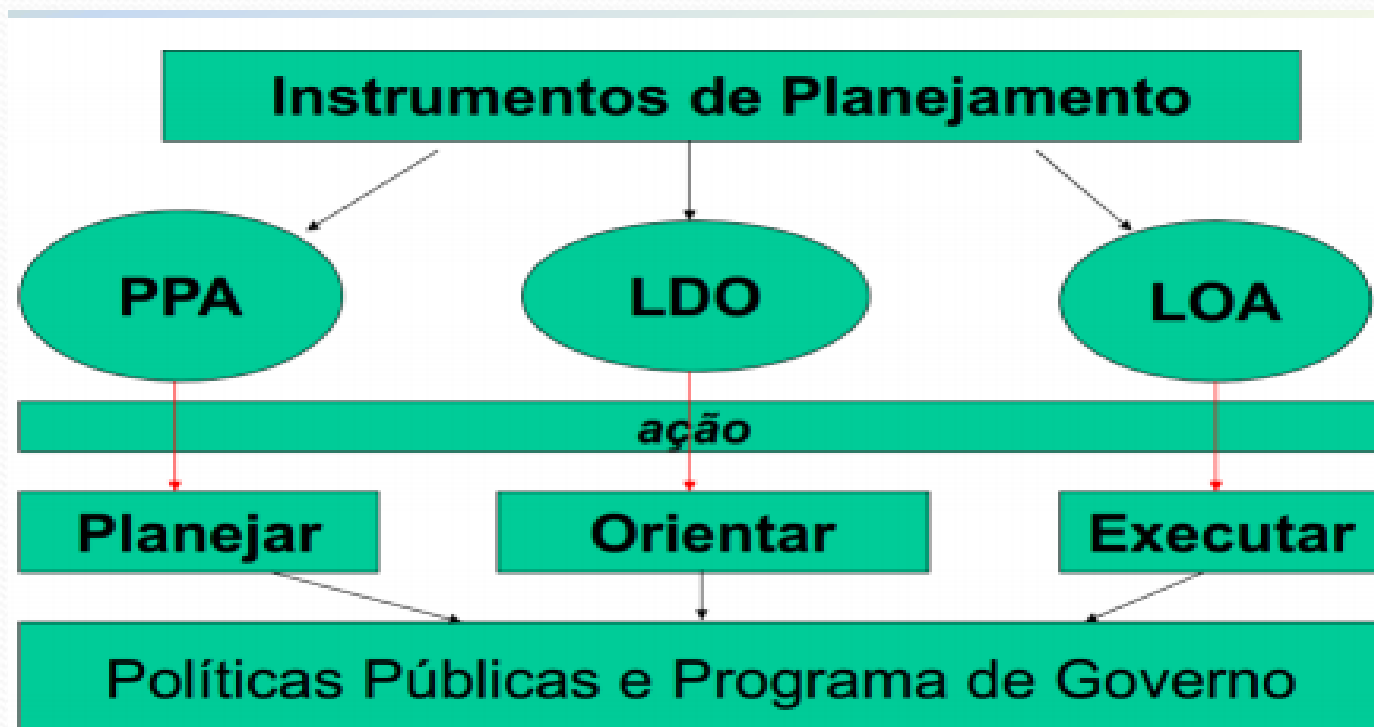 Instrumentos de Planejamento
PPA
LDO
LOA
ação
Planejar
Orientar
Executar
Políticas Públicas e Programa de Governo